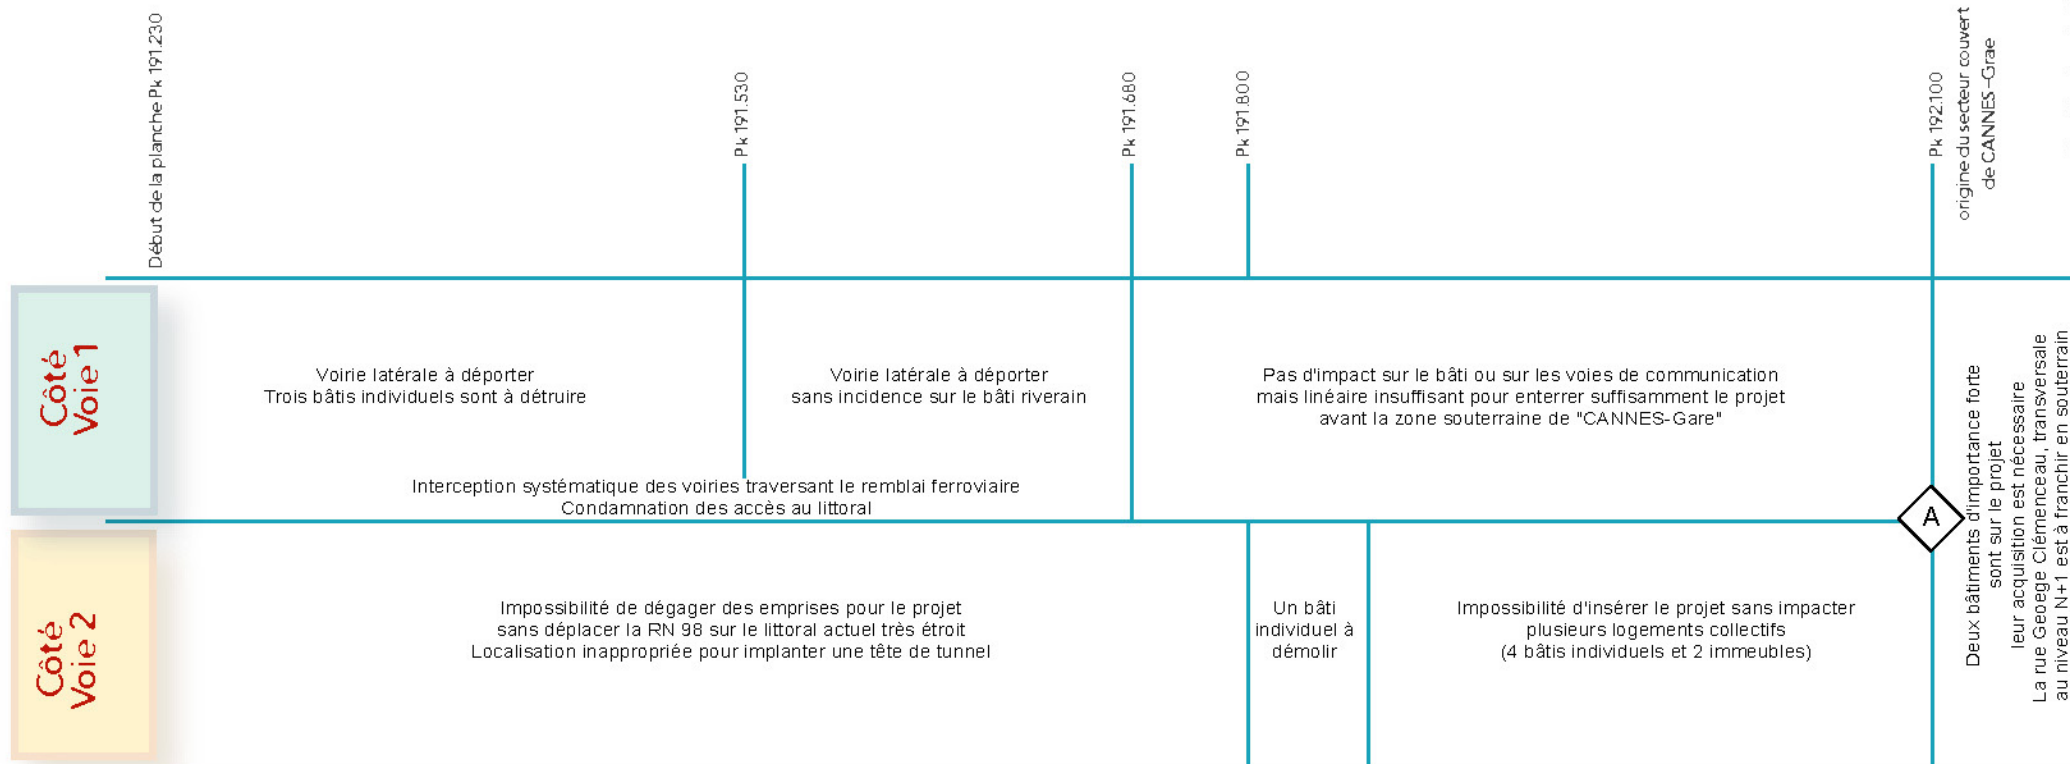 Début de la planche Pk 191.230
Pk 191.530
Pk 191.680
Pk 191.800
Pk 192.100
origine du secteur couvert
de CANNES-Grae
Côté
Voie 1
Voirie latérale à déporter
Trois bâtis individuels sont à détruire
Voirie latérale à déporter
sans incidence sur le bâti riverain
Pas d'impact sur le bâti ou sur les voies de communication
mais linéaire insuffisant pour enterrer suffisamment le projet
avant la zone souterraine de "CANNES-Gare"
Interception systématique des voiries traversant le remblai ferroviaire
Condamnation des accès au littoral
A
Deux bâtiments d'importance forte
sont sur le projet
leur acquisition est nécessaire
La rue Geoege Clémenceau, transversale
au niveau N+1 est à franchir en souterrain
Côté
Voie 2
Impossibilité de dégager des emprises pour le projet
sans déplacer la RN 98 sur le littoral actuel très étroit
Localisation inappropriée pour implanter une tête de tunnel
Un bâti
individuel à
démolir
Impossibilité d'insérer le projet sans impacter
plusieurs logements collectifs
(4 bâtis individuels et 2 immeubles)